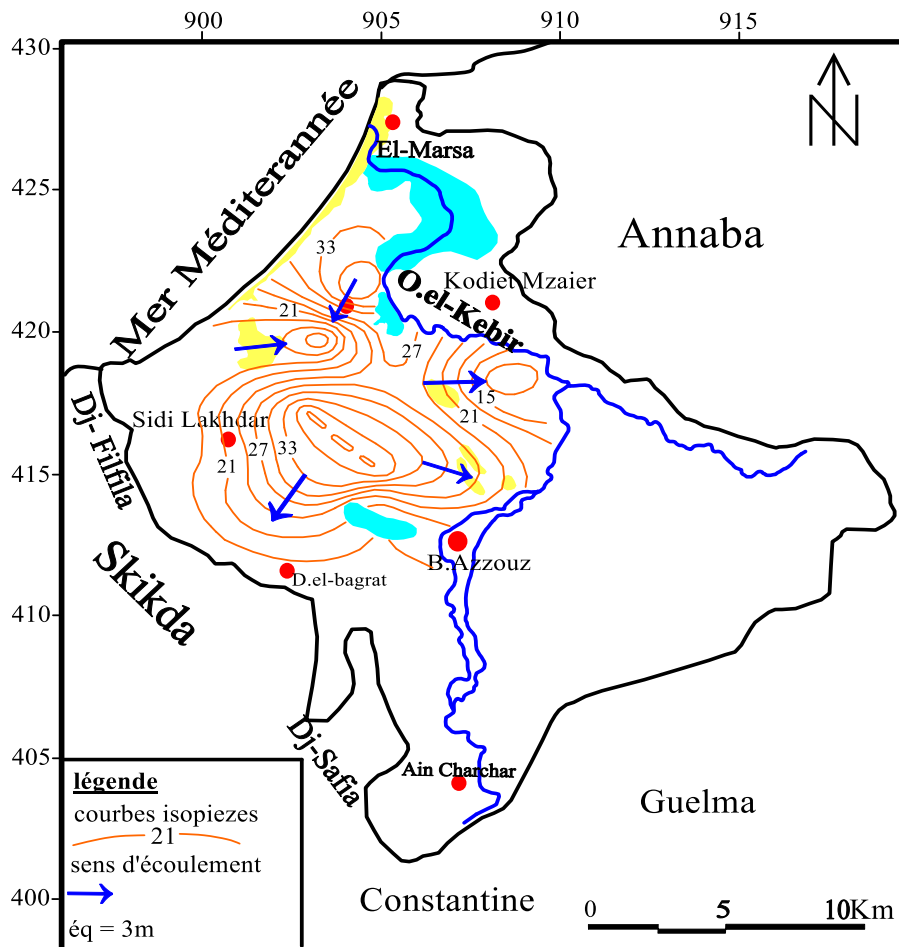 900 905 910 915
430
425
420
415
410
405
400
N
Mer Méditerannée
El-Marsa
Annaba
33
Kodiet Mzaier
O.el-Kebir
21
27
15
21
Dj-Filfila
Sidi Lakhdar
21
27
33
Skikda
B.Azzouz
D.el-bagrat
Dj-Safia
Ain Charchar
Guelma
Constantine
légende
courbes isopiezes
21
sens d'écoulement
éq = 3m
0 5 10Km